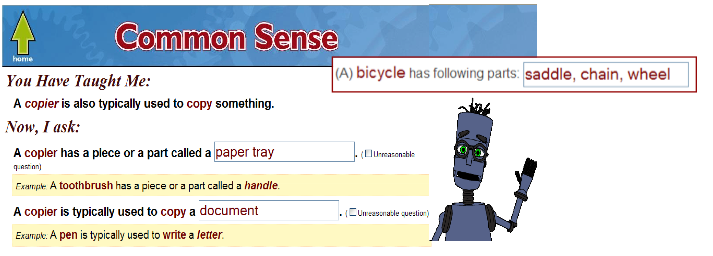 home
Common Sense
(A) bicycle has following parts: saddle, chain, wheel
You Have Taught Me:
A copier is also typically used to copy something.
Now, I ask:
A copier has a piece or a part called a paper tray . ( Unreasonable
question)
Example: A toothbrush has a piece or a part called a handle.
A copier is typically used to copy a document . ( Unreasonable question)
Example: A pen is typically used to write a letter.